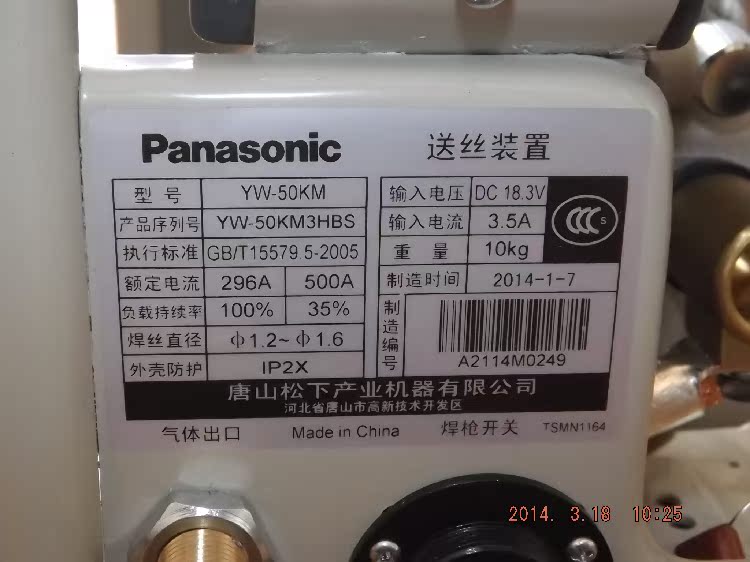 Panasonic 送丝装置
型号 YW-50KM 输入电压 DC 18.3V
产品序列号 YW-50KM3HBS 输入电流 3.5A
执行标准 GB/T15579.5-2005 重量 10kg
额定电流 296A 500A 制造时间 2014-1-7
负载持续率 100% 35% 制造编号
焊丝直径 φ1.2~φ1.6 A2114M0249
外壳防护 IP2X
CCC S
唐山松下产业机器有限公司
河北省唐山市高新技术开发区
气体出口 Made in China 焊枪开关 TSMN1164
2014. 3.18 10:25